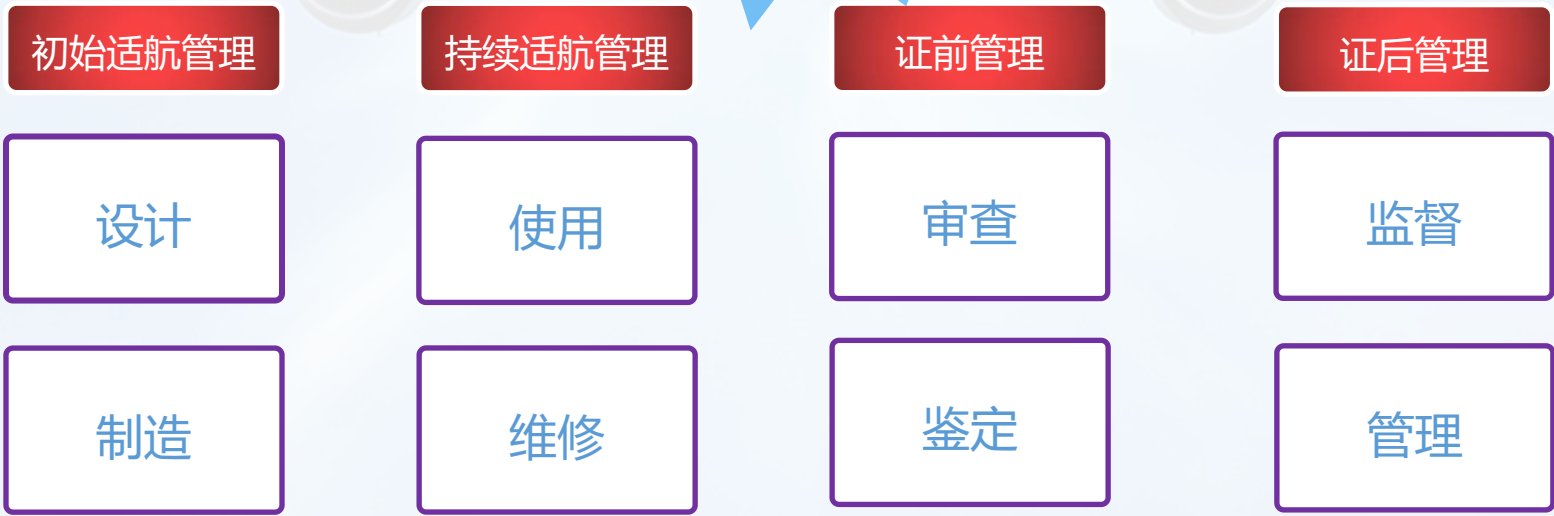 初始适航管理
持续适航管理
证前管理
证后管理
设计
使用
审查
监督
制造
维修
鉴定
管理